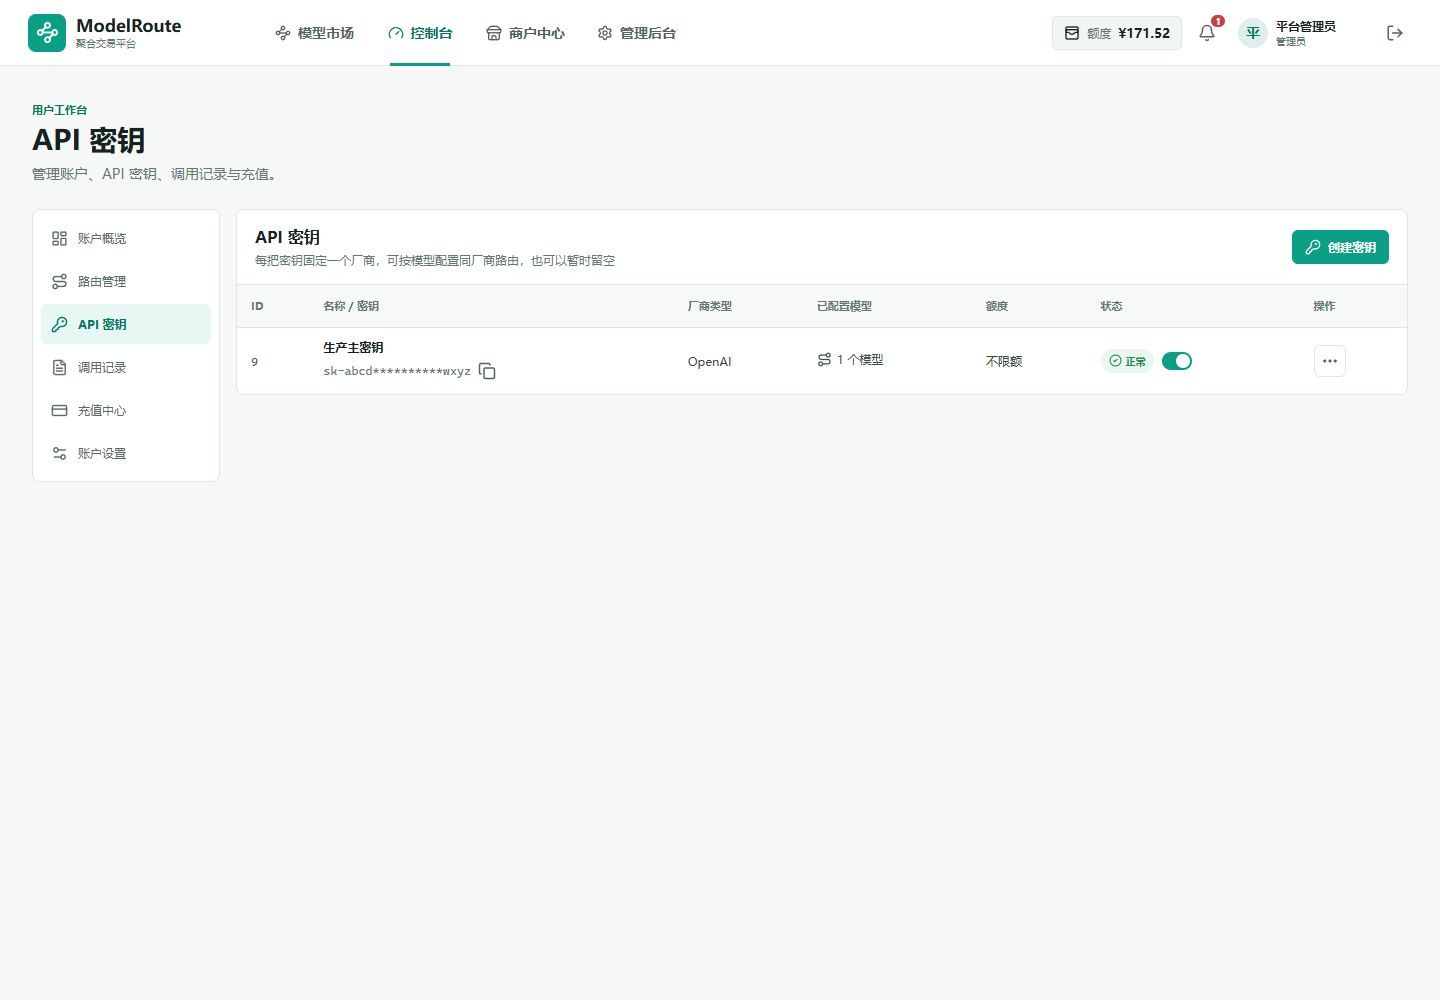 ModelRoute
聚合交易平台
模型市场
控制台
商户中心
管理后台
额度 ¥171.52
1
平
平台管理员
管理员
用户工作台
API 密钥
管理账户、API 密钥、调用记录与充值。
账户概览
路由管理
API 密钥
调用记录
充值中心
账户设置
API 密钥
每把密钥固定一个厂商，可按模型配置同厂商路由，也可以暂时留空
创建密钥
ID 名称 / 密钥 厂商类型 已配置模型 额度 状态 操作
9
生产主密钥
sk-abcd**********wxyz
OpenAI
1 个模型
不限额
正常